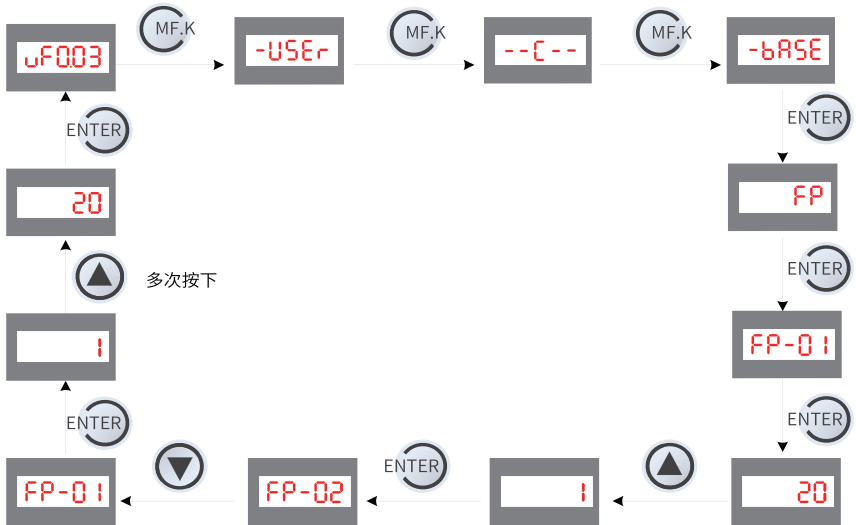 MF.K
MF.K
MF.K
uF0.03
-USEr
--C--
-bASE
ENTER
ENTER
20
FP
ENTER
多次按下
1
FP-01
ENTER
ENTER
FP-01
FP-02
ENTER
1
20